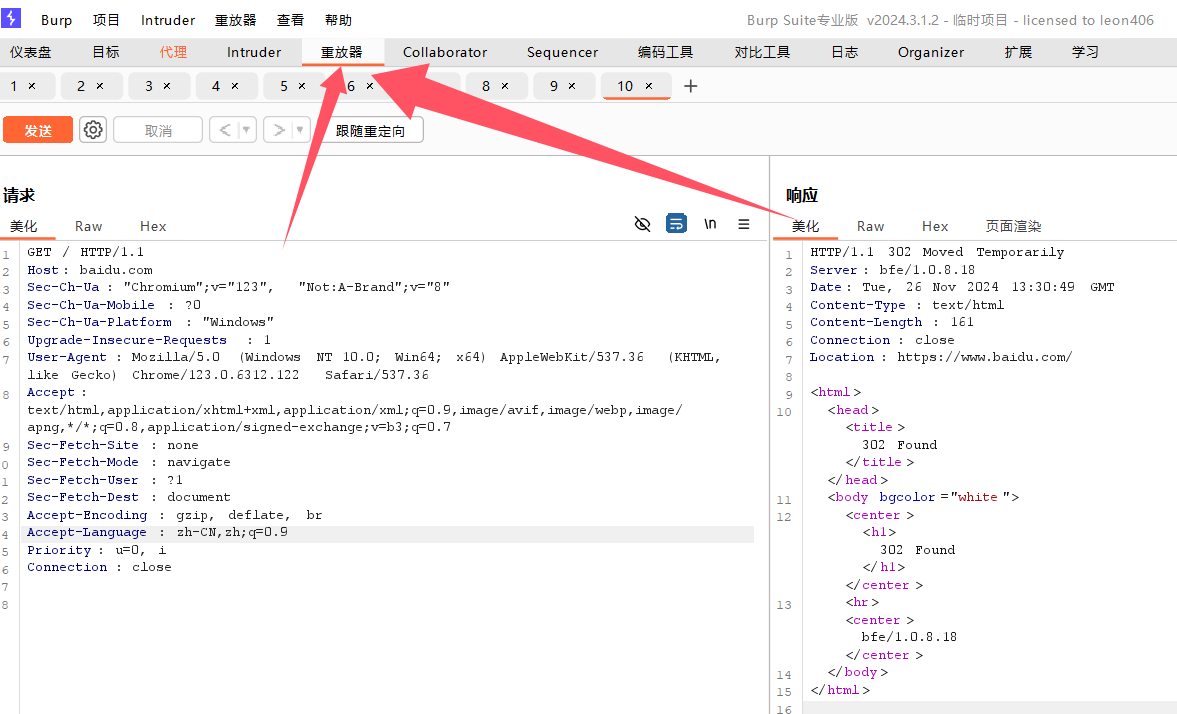 Burp 项目 Intruder 重放器 查看 帮助 Burp Suite专业版 v2024.3.1.2 - 临时项目 - licensed to leon406
仪表盘 目标 代理 Intruder 重放器 Collaborator Sequencer 编码工具 对比工具 日志 Organizer 扩展 学习
1 × 2 × 3 × 4 × 5 × 6 × 8 × 9 × 10 × +
发送 取消 < ▼ > ▼ 跟随重定向
请求
美化 Raw Hex \n
1 GET / HTTP/1.1
2 Host: baidu.com
3 Sec-Ch-Ua: "Chromium";v="123", "Not:A-Brand";v="8"
4 Sec-Ch-Ua-Mobile: ?0
5 Sec-Ch-Ua-Platform: "Windows"
6 Upgrade-Insecure-Requests: 1
7 User-Agent: Mozilla/5.0 (Windows NT 10.0; Win64; x64) AppleWebKit/537.36 (KHTML,
like Gecko) Chrome/123.0.6312.122 Safari/537.36
8 Accept:
text/html,application/xhtml+xml,application/xml;q=0.9,image/avif,image/webp,image/
apng,*/*;q=0.8,application/signed-exchange;v=b3;q=0.7
9 Sec-Fetch-Site: none
0 Sec-Fetch-Mode: navigate
1 Sec-Fetch-User: ?1
2 Sec-Fetch-Dest: document
3 Accept-Encoding: gzip, deflate, br
4 Accept-Language: zh-CN,zh;q=0.9
5 Priority: u=0, i
6 Connection: close
7
8
响应
美化 Raw Hex 页面渲染
1 HTTP/1.1 302 Moved Temporarily
2 Server: bfe/1.0.8.18
3 Date: Tue, 26 Nov 2024 13:30:49 GMT
4 Content-Type: text/html
5 Content-Length: 161
6 Connection: close
7 Location: https://www.baidu.com/
8
9 <html>
10 <head>
<title>
302 Found
</title>
</head>
11 <body bgcolor="white">
12 <center>
<h1>
302 Found
</h1>
</center>
13 <hr>
<center>
bfe/1.0.8.18
</center>
14 </body>
15 </html>
16